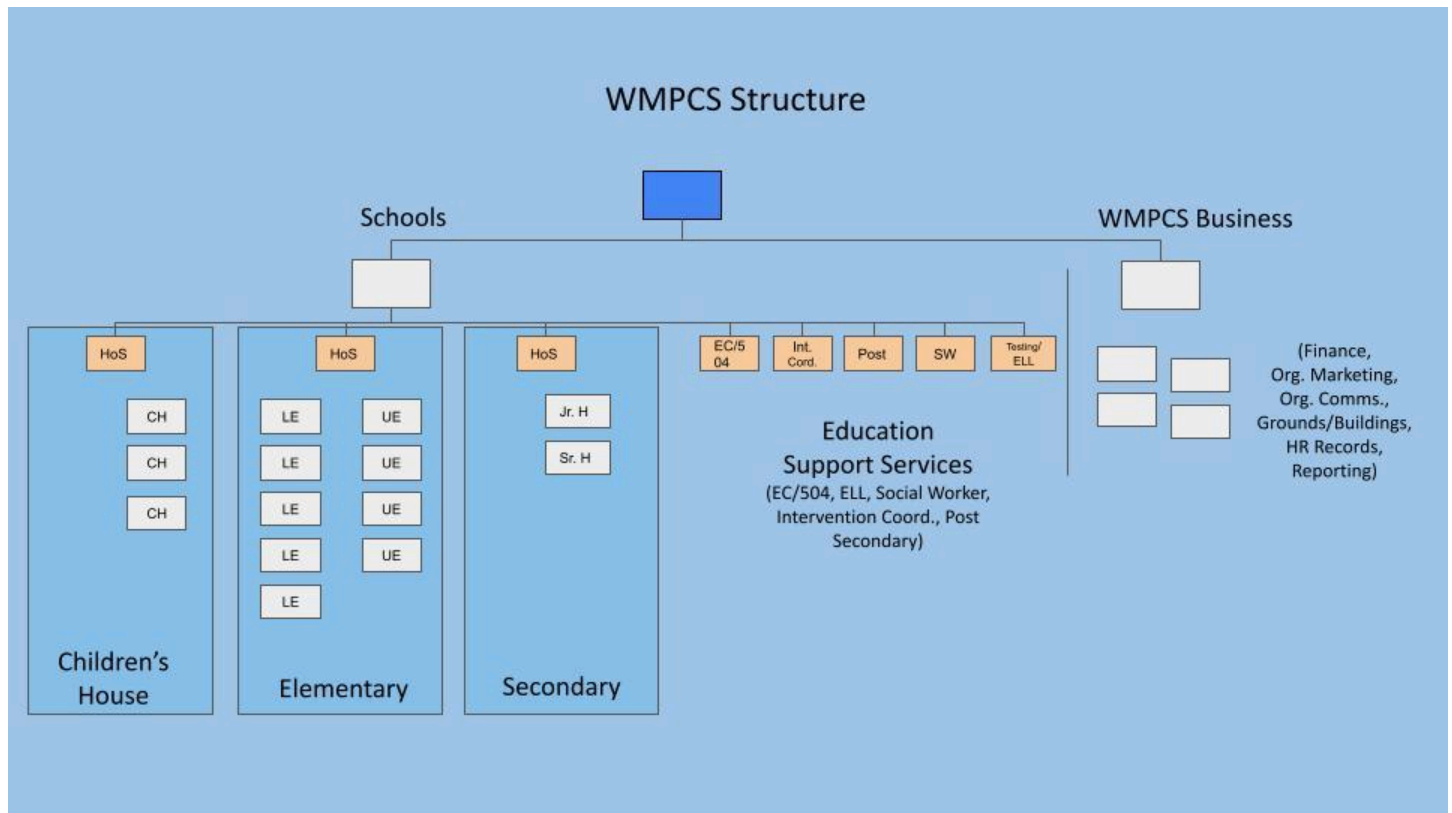 WMPCS Structure
Schools
WMPCS Business
HoS
HoS
HoS
EC/5
04
Int.
Cord.
Post
SW
Testing/
ELL
CH
CH
CH
LE
LE
LE
LE
LE
UE
UE
UE
UE
Jr. H
Sr. H
Children's
House
Elementary
Secondary
Education
Support Services
(EC/504, ELL, Social Worker,
Intervention Coord., Post
Secondary)
(Finance,
Org. Marketing,
Org. Comms.,
Grounds/Buildings,
HR Records,
Reporting)